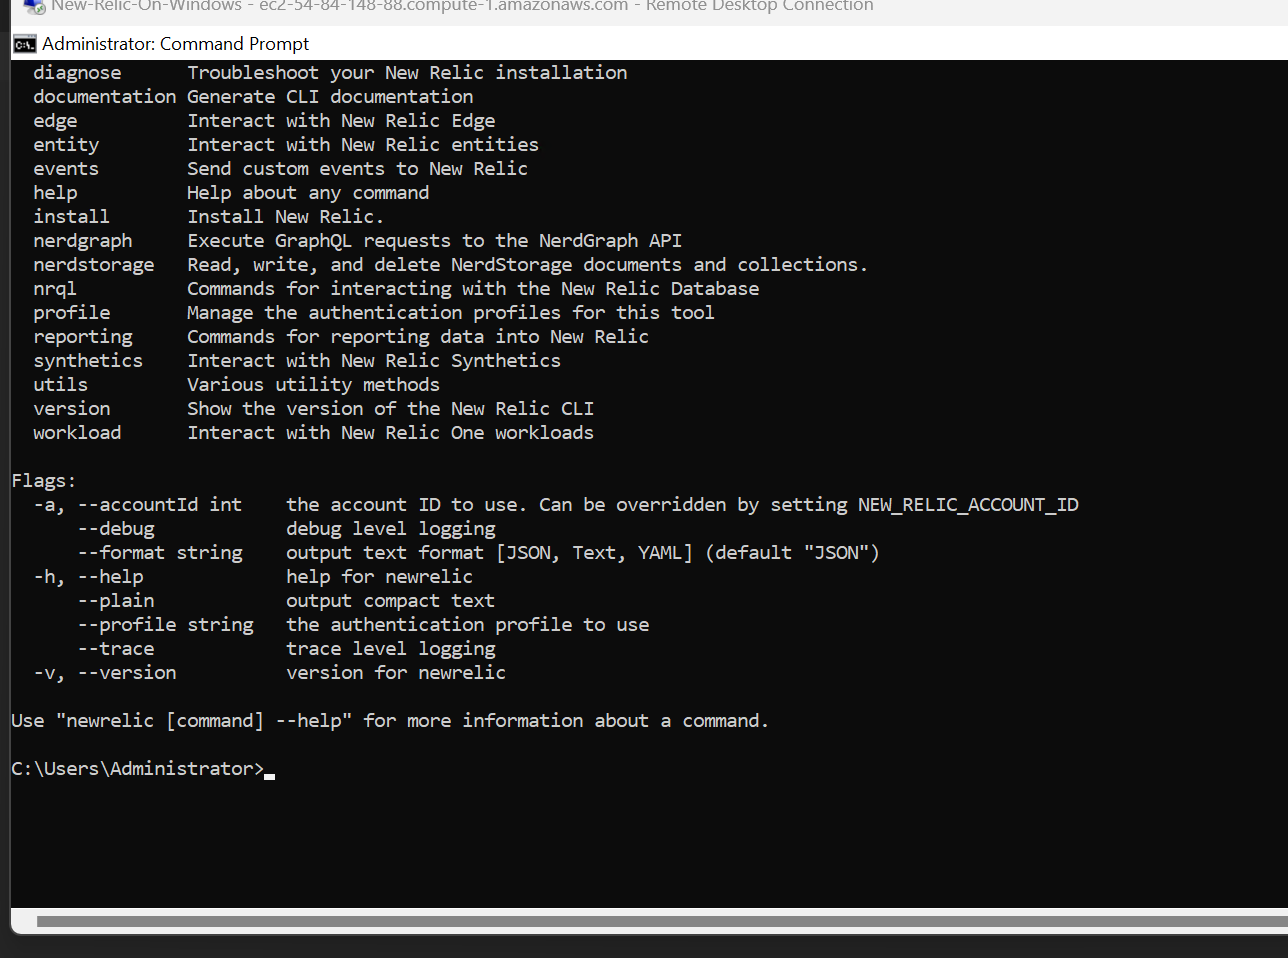 New-Relic-On-Windows - ec2-54-84-148-88.compute-1.amazonaws.com - Remote Desktop Connection
Administrator: Command Prompt
diagnose Troubleshoot your New Relic installation
documentation Generate CLI documentation
edge Interact with New Relic Edge
entity Interact with New Relic entities
events Send custom events to New Relic
help Help about any command
install Install New Relic.
nerdgraph Execute GraphQL requests to the NerdGraph API
nerdstorage Read, write, and delete NerdStorage documents and collections.
nrql Commands for interacting with the New Relic Database
profile Manage the authentication profiles for this tool
reporting Commands for reporting data into New Relic
synthetics Interact with New Relic Synthetics
utils Various utility methods
version Show the version of the New Relic CLI
workload Interact with New Relic One workloads
Flags:
-a, --accountId int the account ID to use. Can be overridden by setting NEW_RELIC_ACCOUNT_ID
--debug debug level logging
--format string output text format [JSON, Text, YAML] (default "JSON")
-h, --help help for newrelic
--plain output compact text
--profile string the authentication profile to use
--trace trace level logging
-v, --version version for newrelic
Use "newrelic [command] --help" for more information about a command.
C:\Users\Administrator>